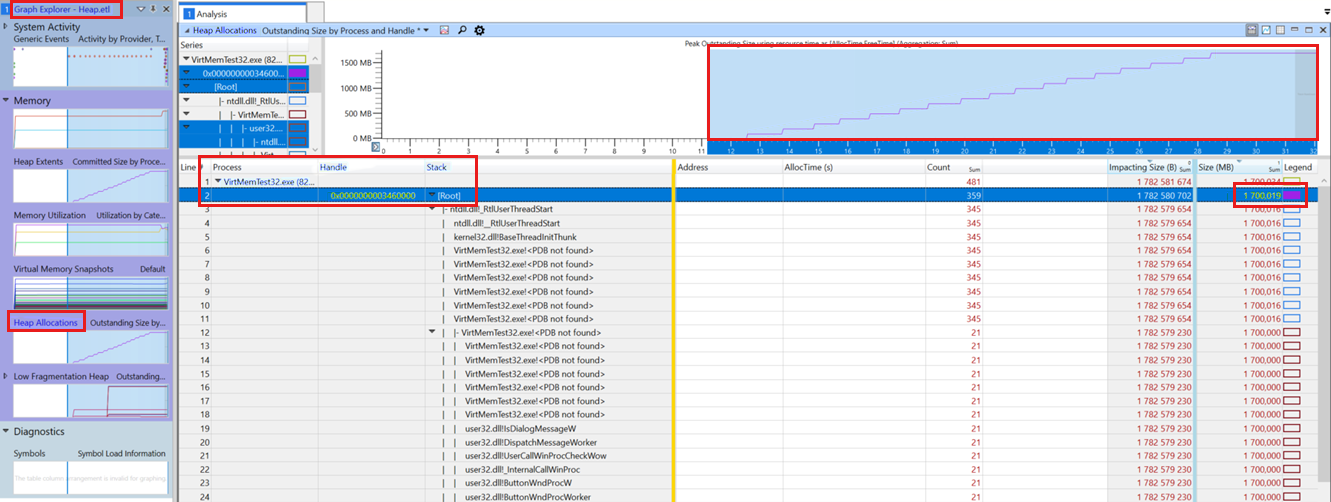 1 Graph Explorer - Heap.etl
System Activity
Generic Events Activity by Provider, T...
Memory
Heap Extents Committed Size by Proce...
Memory Utilization Utilization by Cate...
Virtual Memory Snapshots Default
Heap Allocations Outstanding Size by...
Low Fragmentation Heap Outstanding...
Diagnostics
Symbols Symbol Load Information
The table column arrangement is invalid for graphing.
1 Analysis
Heap Allocations Outstanding Size by Process and Handle *
Series
VirtMemTest32.exe (82...
0x0000000003460000...
[Root]
|- ntdll.dll!_RtlUs...
| |- VirtMemTe...
| | |- user32....
| | | |- ntdll...
Peak Outstanding Size using resource time as [AllocTime,FreeTime) (Aggregation: Sum)
1500 MB
1000 MB
500 MB
0 MB
0 1 2 3 4 5 6 7 8 9 10 11 12 13 14 15 16 17 18 19 20 21 22 23 24 25 26 27 28 29 30 31 32
Line # Process Handle Stack Address AllocTime (s) Count Sum Impacting Size (B) 0 Sum Size (MB) 1 Sum Legend
1 VirtMemTest32.exe (82... 481 1 782 581 674
2 0x0000000003460000 [Root] 359 1 782 580 702 1 700,019
3 |- ntdll.dll!_RtlUserThreadStart 345 1 782 579 654 1 700,016
4 | ntdll.dll!__RtlUserThreadStart 345 1 782 579 654 1 700,016
5 | kernel32.dll!BaseThreadInitThunk 345 1 782 579 654 1 700,016
6 | VirtMemTest32.exe!<PDB not found> 345 1 782 579 654 1 700,016
7 | VirtMemTest32.exe!<PDB not found> 345 1 782 579 654 1 700,016
8 | VirtMemTest32.exe!<PDB not found> 345 1 782 579 654 1 700,016
9 | VirtMemTest32.exe!<PDB not found> 345 1 782 579 654 1 700,016
10 | VirtMemTest32.exe!<PDB not found> 345 1 782 579 654 1 700,016
11 | VirtMemTest32.exe!<PDB not found> 345 1 782 579 654 1 700,016
12 | |- VirtMemTest32.exe!<PDB not found> 21 1 782 579 230 1 700,000
13 | | VirtMemTest32.exe!<PDB not found> 21 1 782 579 230 1 700,000
14 | | VirtMemTest32.exe!<PDB not found> 21 1 782 579 230 1 700,000
15 | | VirtMemTest32.exe!<PDB not found> 21 1 782 579 230 1 700,000
16 | | VirtMemTest32.exe!<PDB not found> 21 1 782 579 230 1 700,000
17 | | VirtMemTest32.exe!<PDB not found> 21 1 782 579 230 1 700,000
18 | | VirtMemTest32.exe!<PDB not found> 21 1 782 579 230 1 700,000
19 | | user32.dll!IsDialogMessageW 21 1 782 579 230 1 700,000
20 | | user32.dll!DispatchMessageWorker 21 1 782 579 230 1 700,000
21 | | user32.dll!UserCallWinProcCheckWow 21 1 782 579 230 1 700,000
22 | | user32.dll!_InternalCallWinProc 21 1 782 579 230 1 700,000
23 | | user32.dll!ButtonWndProcW 21 1 782 579 230 1 700,000
24 | | user32.dll!ButtonWndProcWorker 21 1 782 579 230 1 700,000